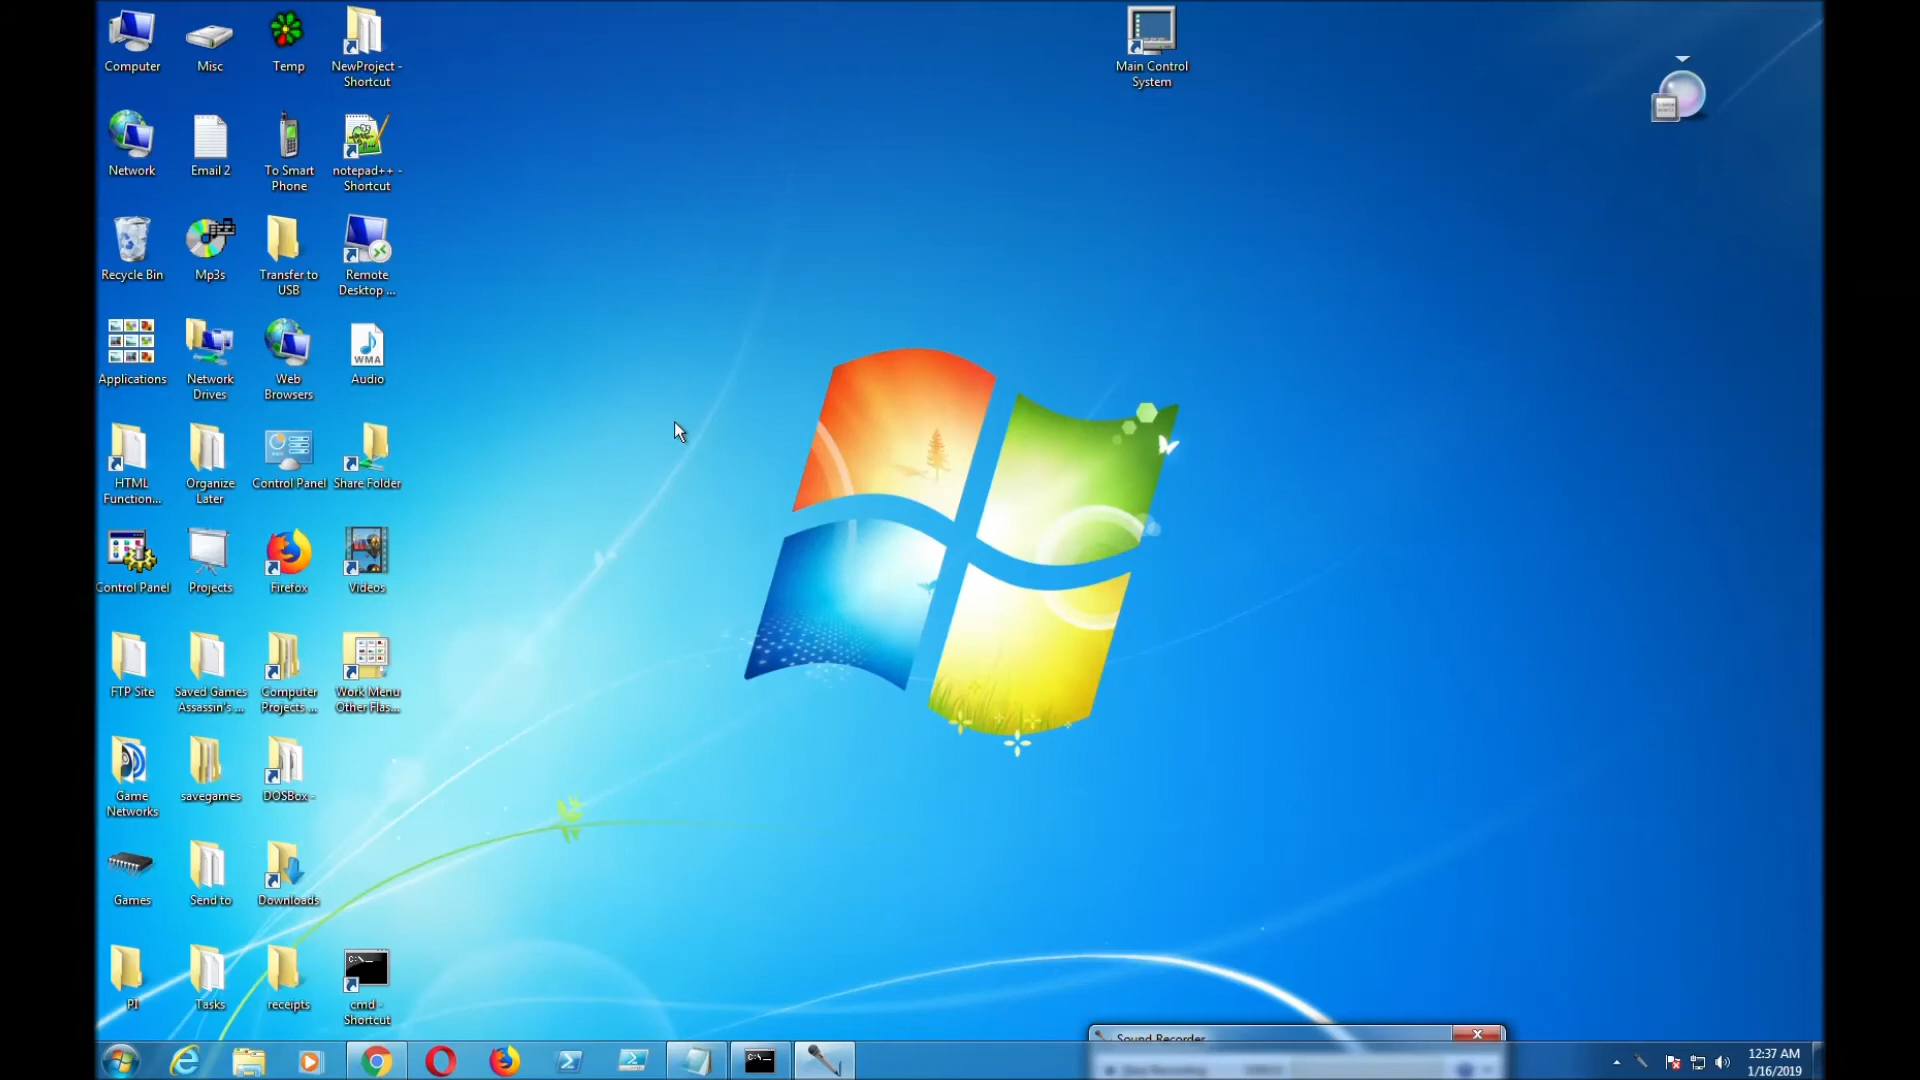 Computer
Misc
Temp
NewProject -
Shortcut
Main Control
System
Network
Email 2
To Smart
Phone
notepad++ -
Shortcut
Recycle Bin
Mp3s
Transfer to
USB
Remote
Desktop ...
Applications
Network
Drives
Web
Browsers
WMA
Audio
HTML
Function...
Organize
Later
Control Panel
Share Folder
Control Panel
Projects
Firefox
Videos
FTP Site
Saved Games
Assassin's ...
Computer
Projects ...
Work Menu
Other Flas...
Game
Networks
savegames
DOSBox -
Games
Send to
Downloads
PI
Tasks
receipts
C:\_
cmd -
Shortcut
Sound Recorder
C:\_
12:37 AM
1/16/2019